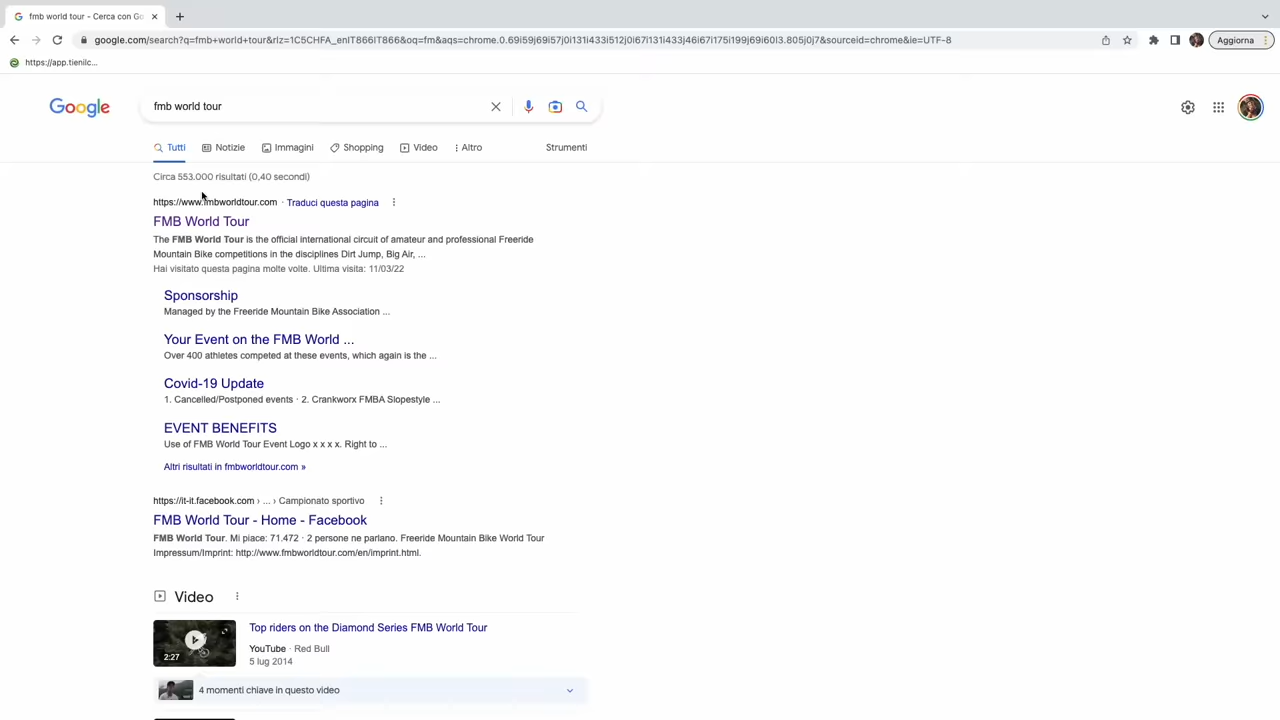 fmb world tour - Cerca con Go
google.com/search?q=fmb+world+tour&rlz=1C5CHFA_enIT866IT866&oq=fm&aqs=chrome.0.69i59j69i57j0i131i433i512j0i67i131i433j46i67i175i199j69i60l3.805j0j7&sourceid=chrome&ie=UTF-8
Aggiorna
https://app.tienilc...
Google
fmb world tour
Tutti Notizie Immagini Shopping Video Altro Strumenti
Circa 553.000 risultati (0,40 secondi)
https://www.fmbworldtour.com · Traduci questa pagina
FMB World Tour
The FMB World Tour is the official international circuit of amateur and professional Freeride
Mountain Bike competitions in the disciplines Dirt Jump, Big Air, ...
Hai visitato questa pagina molte volte. Ultima visita: 11/03/22
Sponsorship
Managed by the Freeride Mountain Bike Association ...
Your Event on the FMB World ...
Over 400 athletes competed at these events, which again is the ...
Covid-19 Update
1. Cancelled/Postponed events · 2. Crankworx FMBA Slopestyle ...
EVENT BENEFITS
Use of FMB World Tour Event Logo x x x x. Right to ...
Altri risultati in fmbworldtour.com »
https://it-it.facebook.com › ... › Campionato sportivo
FMB World Tour - Home - Facebook
FMB World Tour. Mi piace: 71.472 · 2 persone ne parlano. Freeride Mountain Bike World Tour
Impressum/Imprint: http://www.fmbworldtour.com/en/imprint.html.
Video
Top riders on the Diamond Series FMB World Tour
YouTube · Red Bull
2:27
5 lug 2014
4 momenti chiave in questo video